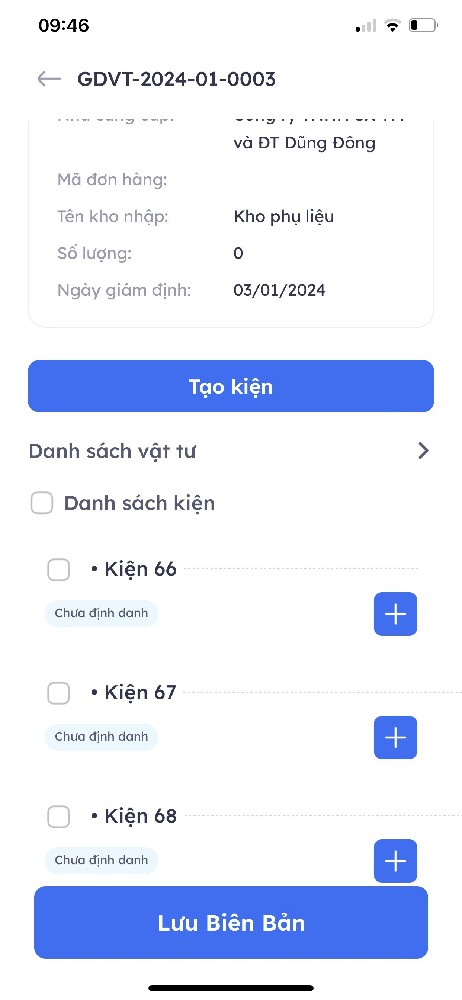 09:46
GDVT-2024-01-0003
và ĐT Dũng Đông
Mã đơn hàng:
Tên kho nhập: Kho phụ liệu
Số lượng: 0
Ngày giám định: 03/01/2024
Tạo kiện
Danh sách vật tư
Danh sách kiện
• Kiện 66
Chưa định danh
• Kiện 67
Chưa định danh
• Kiện 68
Chưa định danh
Lưu Biên Bản